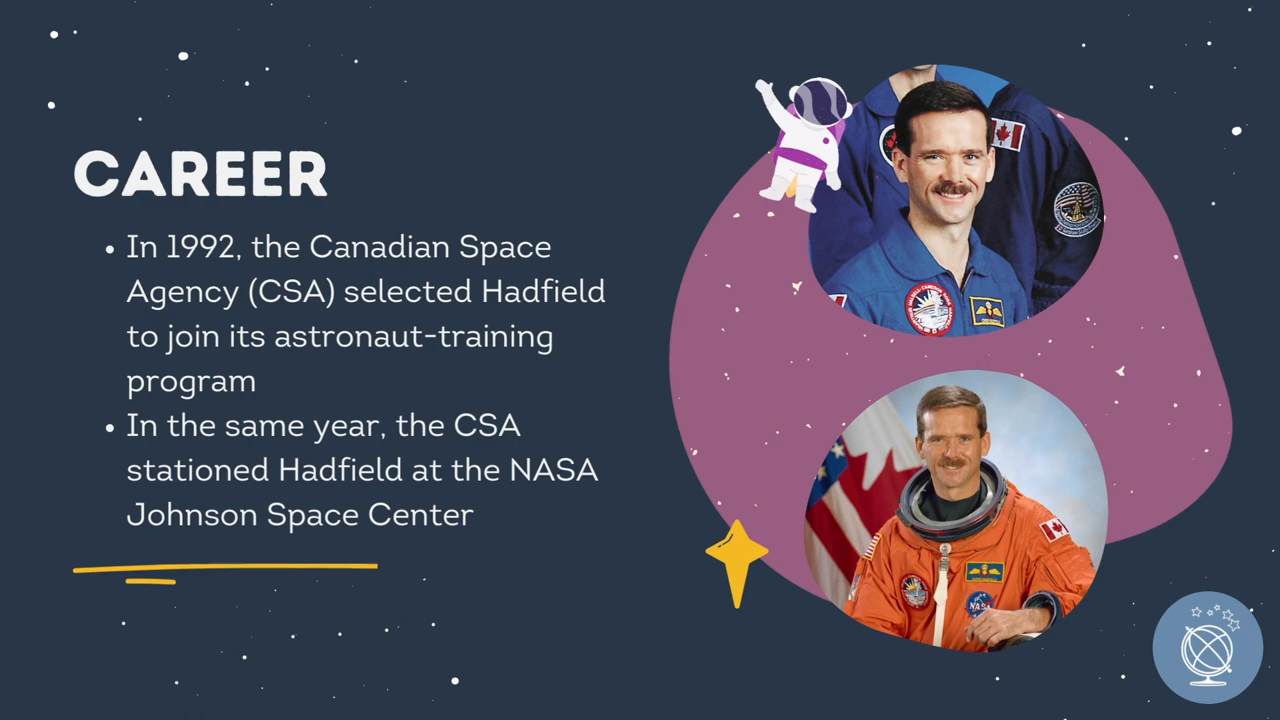 CAREER
• In 1992, the Canadian Space
Agency (CSA) selected Hadfield
to join its astronaut-training
program
• In the same year, the CSA
stationed Hadfield at the NASA
Johnson Space Center
NASA